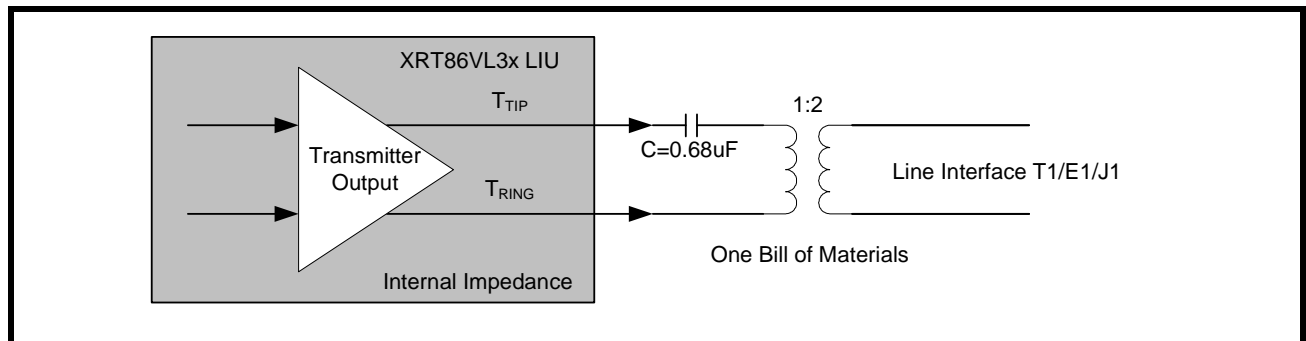 XRT86VL3x LIU
TTIP
1:2
C=0.68uF
Transmitter
Output
Line Interface T1/E1/J1
TRING
One Bill of Materials
Internal Impedance